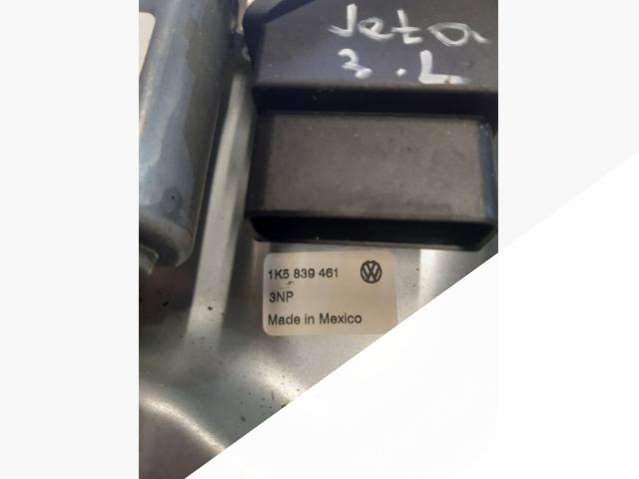 Jeta
3.L.
1K5 839 461
3NP
Made in Mexico